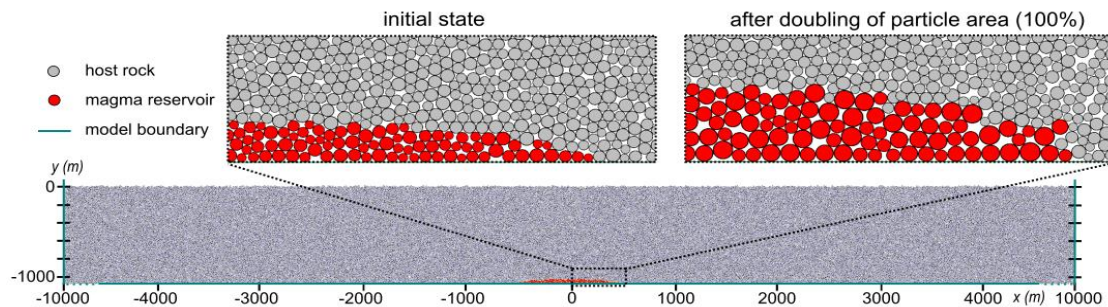 initial state
after doubling of particle area (100%)
host rock
magma reservoir
model boundary
y (m)
0
-1000
-10000
-4000
-3000
-2000
-1000
0
1000
2000
3000
4000
x (m)
10000